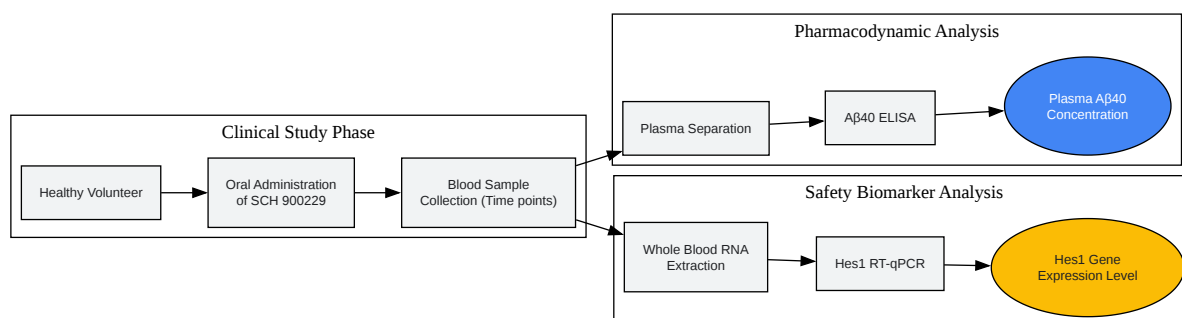 Clinical Study Phase
Healthy Volunteer
Oral Administration
of SCH 900229
Blood Sample
Collection (Time points)
Pharmacodynamic Analysis
Plasma Separation
Aβ40 ELISA
Plasma Aβ40
Concentration
Safety Biomarker Analysis
Whole Blood RNA
Extraction
Hes1 RT-qPCR
Hes1 Gene
Expression Level